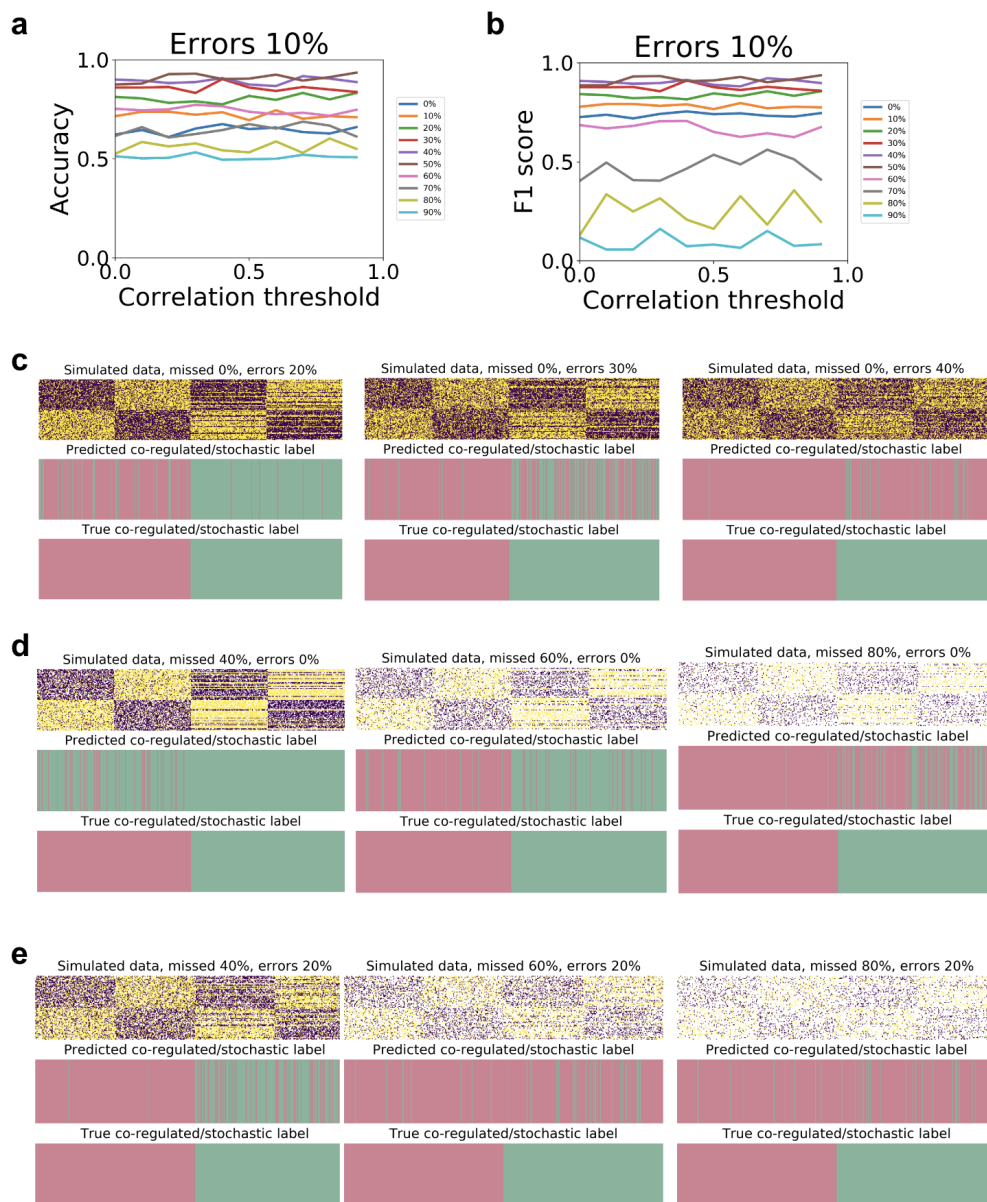 a
b
Errors 10%
Errors 10%
1.0
0.5
0.0
0.0
0.5
1.0
Accuracy
Correlation threshold
0%
10%
20%
30%
40%
50%
60%
70%
80%
90%
1.0
0.5
0.0
0.0
0.5
1.0
F1 score
Correlation threshold
0%
10%
20%
30%
40%
50%
60%
70%
80%
90%
c
Simulated data, missed 0%, errors 20%
Simulated data, missed 0%, errors 30%
Simulated data, missed 0%, errors 40%
Predicted co-regulated/stochastic label
Predicted co-regulated/stochastic label
Predicted co-regulated/stochastic label
True co-regulated/stochastic label
True co-regulated/stochastic label
True co-regulated/stochastic label
d
Simulated data, missed 40%, errors 0%
Simulated data, missed 60%, errors 0%
Simulated data, missed 80%, errors 0%
Predicted co-regulated/stochastic label
Predicted co-regulated/stochastic label
Predicted co-regulated/stochastic label
True co-regulated/stochastic label
True co-regulated/stochastic label
True co-regulated/stochastic label
e
Simulated data, missed 40%, errors 20%
Simulated data, missed 60%, errors 20%
Simulated data, missed 80%, errors 20%
Predicted co-regulated/stochastic label
Predicted co-regulated/stochastic label
Predicted co-regulated/stochastic label
True co-regulated/stochastic label
True co-regulated/stochastic label
True co-regulated/stochastic label